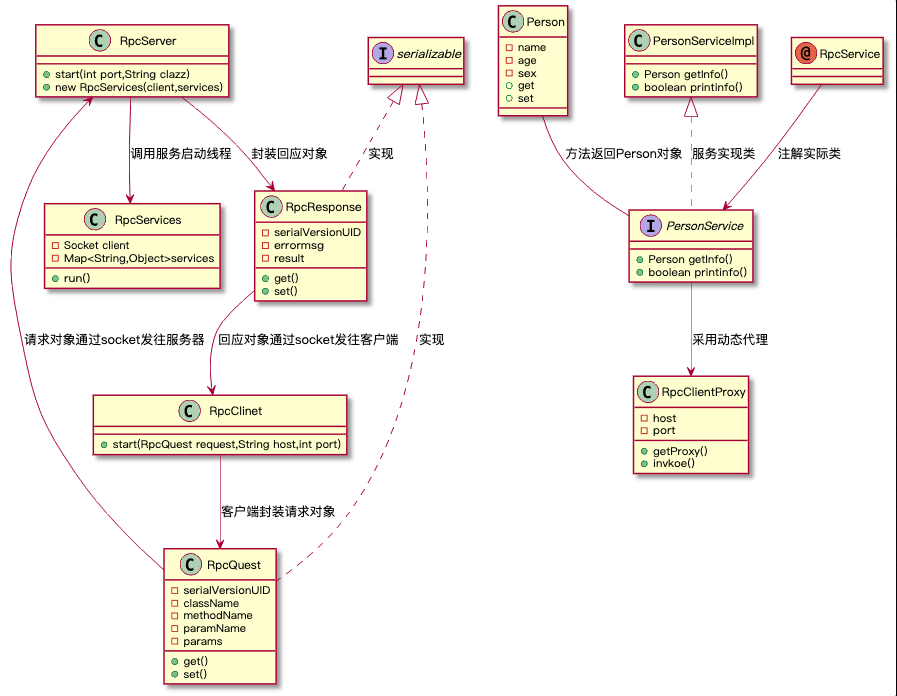 C RpcServer
start(int port,String clazz)
new RpcServices(client,services)
I serializable
C Person
name
age
sex
get
set
C PersonServiceImpl
Person getInfo()
boolean printinfo()
@ RpcService
调用服务启动线程
封装回应对象
实现
方法返回Person对象
服务实现类
注解实际类
C RpcServices
Socket client
Map<String,Object>services
run()
C RpcResponse
serialVersionUID
errormsg
result
get()
set()
I PersonService
Person getInfo()
boolean printinfo()
请求对象通过socket发往服务器
回应对象通过socket发往客户端
实现
采用动态代理
C RpcClinet
start(RpcQuest request,String host,int port)
C RpcClientProxy
host
port
getProxy()
invkoe()
客户端封装请求对象
C RpcQuest
serialVersionUID
className
methodName
paramName
params
get()
set()